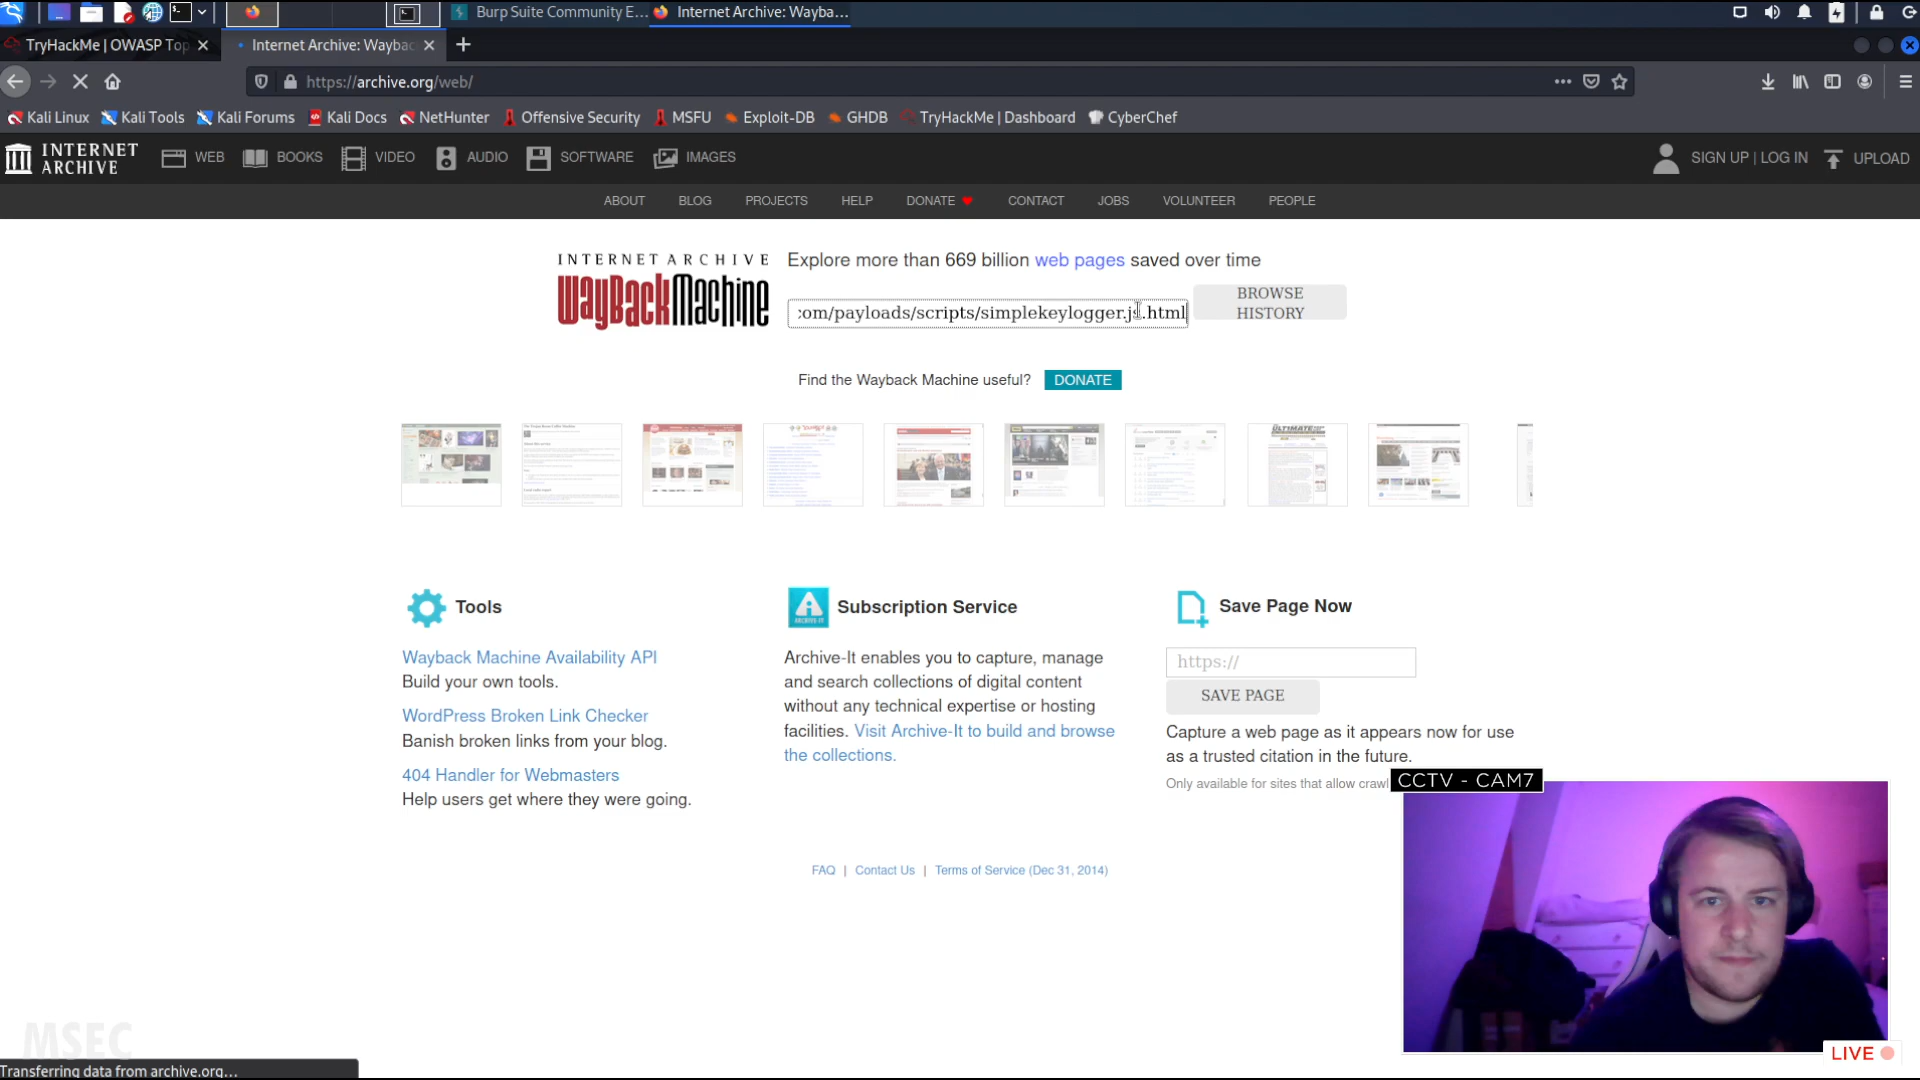 Burp Suite Community E...
Internet Archive: Wayba...
TryHackMe | OWASP Top
Internet Archive: Wayba
https://archive.org/web/
Kali Linux
Kali Tools
Kali Forums
Kali Docs
NetHunter
Offensive Security
MSFU
Exploit-DB
GHDB
TryHackMe | Dashboard
CyberChef
INTERNET
ARCHIVE
WEB
BOOKS
VIDEO
AUDIO
SOFTWARE
IMAGES
SIGN UP | LOG IN
UPLOAD
ABOUT
BLOG
PROJECTS
HELP
DONATE
CONTACT
JOBS
VOLUNTEER
PEOPLE
INTERNET ARCHIVE
WayBackMachine
Explore more than 669 billion web pages saved over time
:om/payloads/scripts/simplekeylogger.js.html
BROWSE
HISTORY
Find the Wayback Machine useful?
DONATE
Tools
Wayback Machine Availability API
Build your own tools.
WordPress Broken Link Checker
Banish broken links from your blog.
404 Handler for Webmasters
Help users get where they were going.
ARCHIVE-IT
Subscription Service
Archive-It enables you to capture, manage
and search collections of digital content
without any technical expertise or hosting
facilities. Visit Archive-It to build and browse
the collections.
Save Page Now
https://
SAVE PAGE
Capture a web page as it appears now for use
as a trusted citation in the future.
Only available for sites that allow crawl
CCTV - CAM7
FAQ | Contact Us | Terms of Service (Dec 31, 2014)
LIVE
MSEC
Transferring data from archive.org...